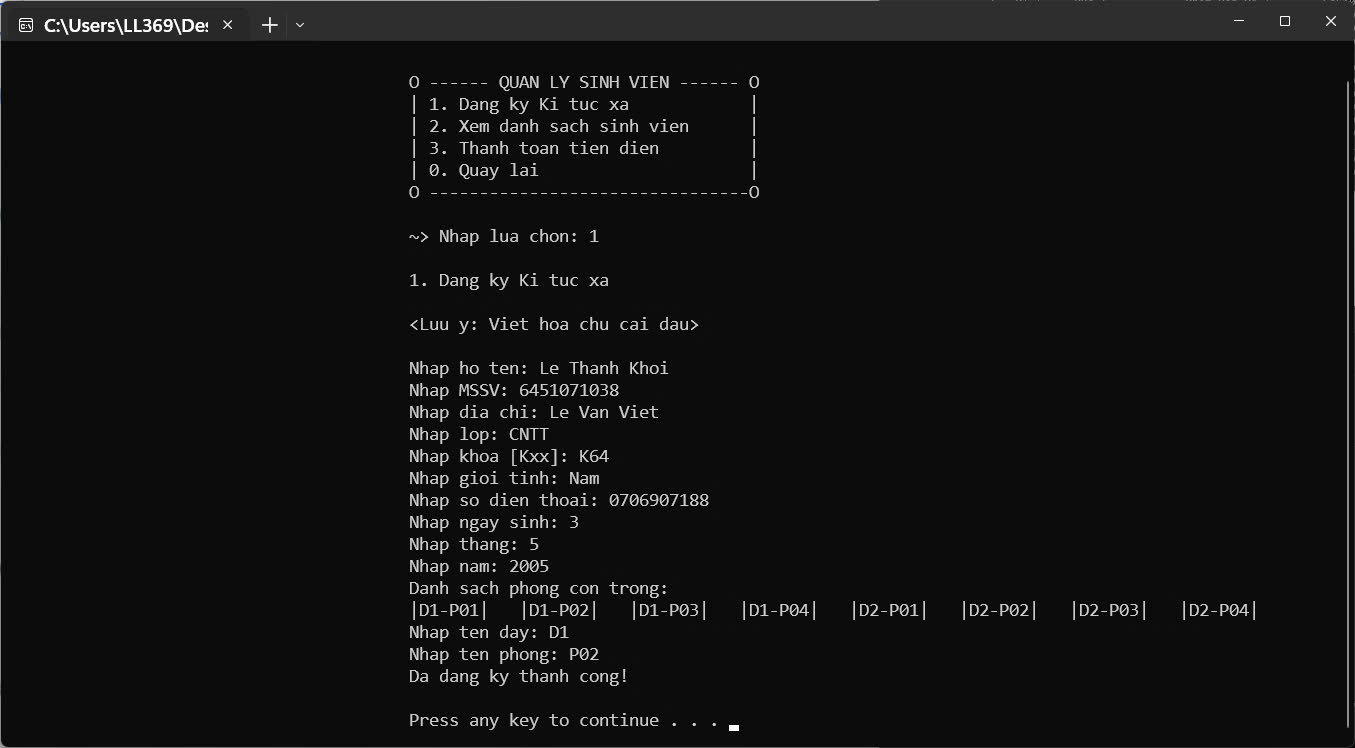 C:\Users\LL369\Des
O ------ QUAN LY SINH VIEN ------ O
| 1. Dang ky Ki tuc xa            |
| 2. Xem danh sach sinh vien      |
| 3. Thanh toan tien dien         |
| 0. Quay lai                     |
O --------------------------------O
~> Nhap lua chon: 1
1. Dang ky Ki tuc xa
<Luu y: Viet hoa chu cai dau>
Nhap ho ten: Le Thanh Khoi
Nhap MSSV: 6451071038
Nhap dia chi: Le Van Viet
Nhap lop: CNTT
Nhap khoa [Kxx]: K64
Nhap gioi tinh: Nam
Nhap so dien thoai: 0706907188
Nhap ngay sinh: 3
Nhap thang: 5
Nhap nam: 2005
Danh sach phong con trong:
|D1-P01|   |D1-P02|   |D1-P03|   |D1-P04|   |D2-P01|   |D2-P02|   |D2-P03|   |D2-P04|
Nhap ten day: D1
Nhap ten phong: P02
Da dang ky thanh cong!
Press any key to continue . . .